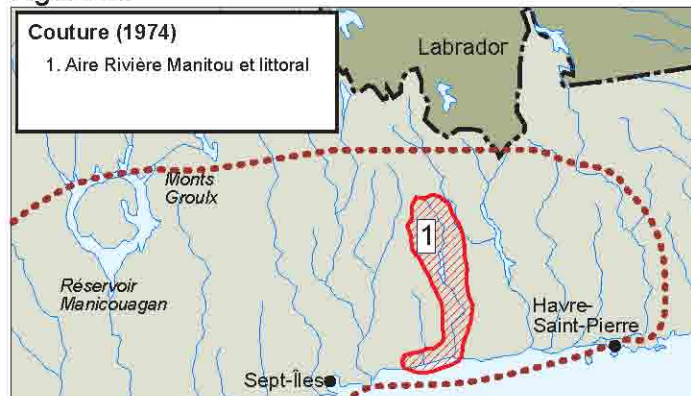 Couture (1974)
1. Aire Rivière Manitou et littoral
Labrador
Monts
Groulx
1
Réservoir
Manicouagan
Havre-
Saint-Pierre
Sept-Îles